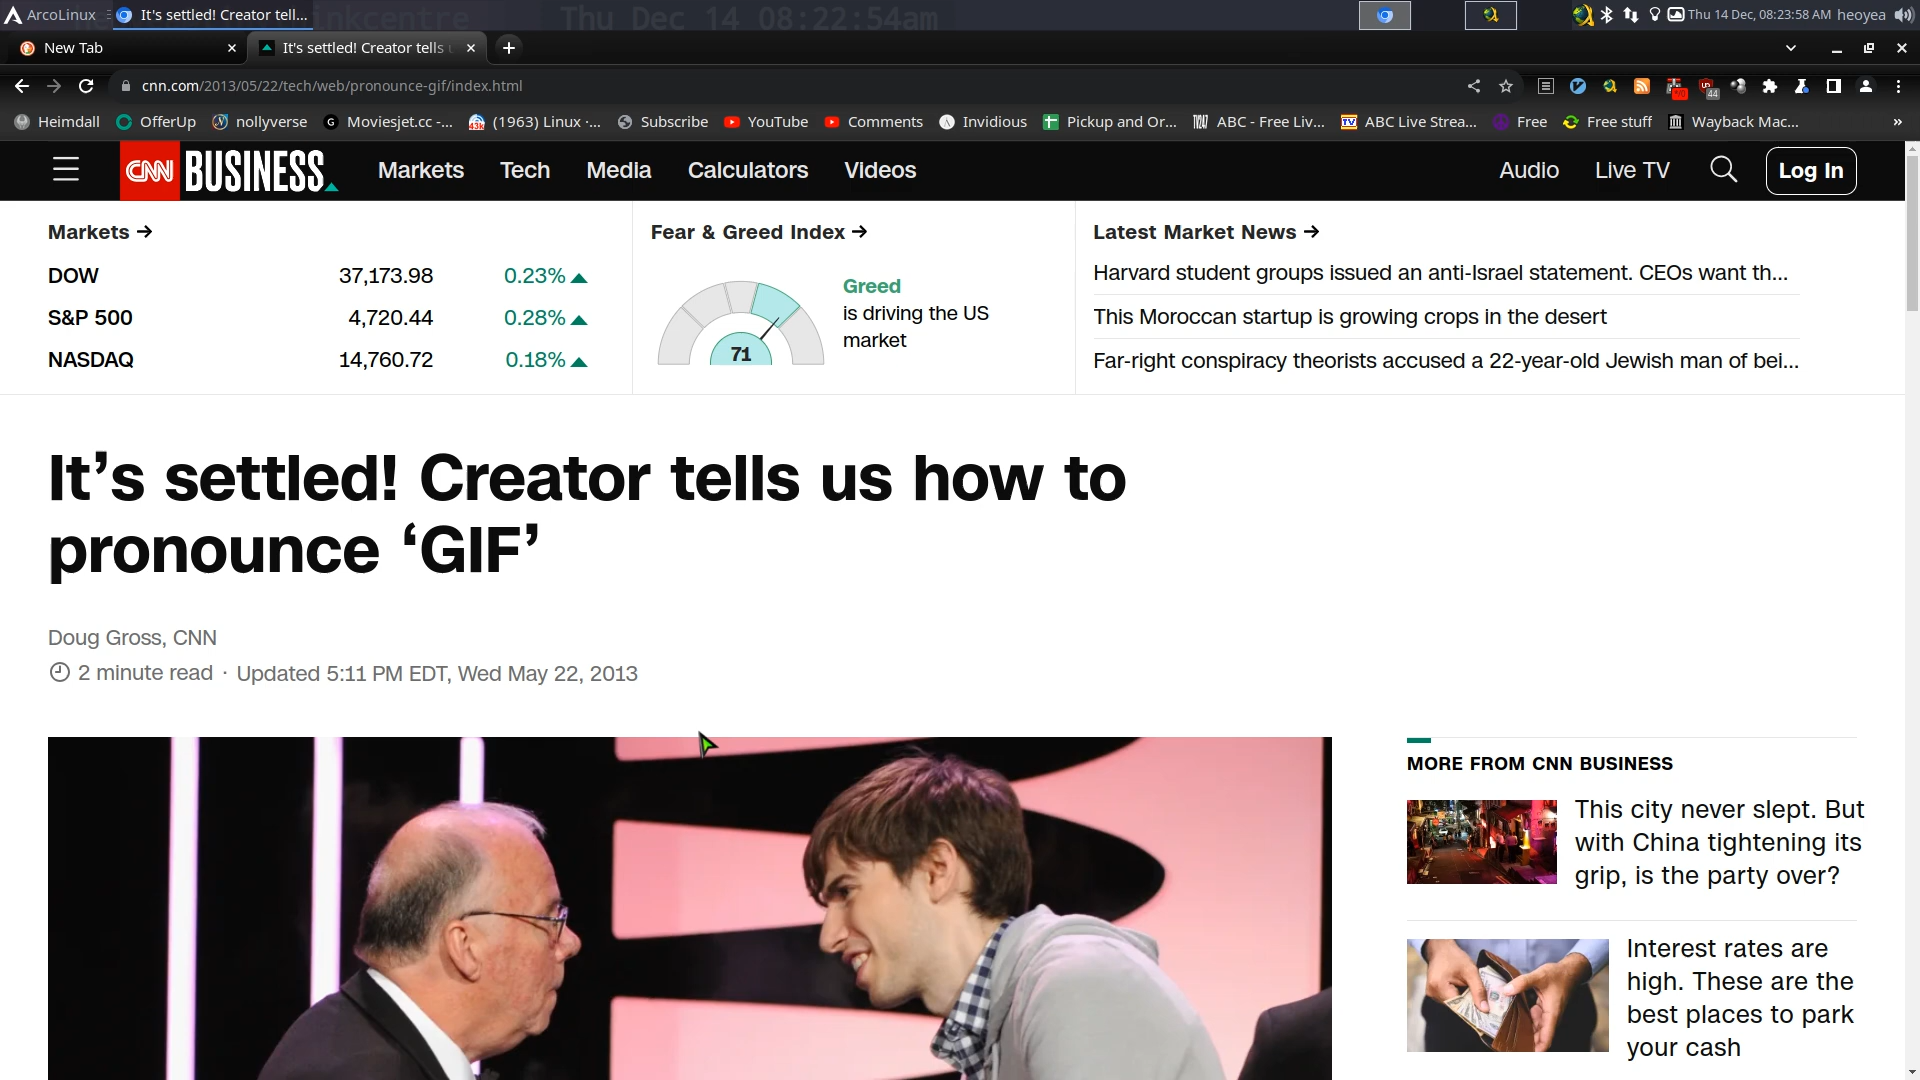 ArcoLinux
It's settled! Creator tell...
inkcentre
Thu Dec 14 08:22:54am
Thu 14 Dec, 08:23:58 AM heoyea
New Tab
It's settled! Creator tells
cnn.com/2013/05/22/tech/web/pronounce-gif/index.html
44
Heimdall OfferUp nollyverse Moviesjet.cc -... (1963) Linux ·... Subscribe YouTube Comments Invidious Pickup and Or... ABC - Free Liv... ABC Live Strea... Free Free stuff Wayback Mac... »
CNN BUSINESS Markets Tech Media Calculators Videos Audio Live TV Log In
Markets →
DOW 37,173.98 0.23%
S&P 500 4,720.44 0.28%
NASDAQ 14,760.72 0.18%
Fear & Greed Index →
71
Greed
is driving the US
market
Latest Market News →
Harvard student groups issued an anti-Israel statement. CEOs want th...
This Moroccan startup is growing crops in the desert
Far-right conspiracy theorists accused a 22-year-old Jewish man of bei...
It’s settled! Creator tells us how to
pronounce ‘GIF’
Doug Gross, CNN
2 minute read · Updated 5:11 PM EDT, Wed May 22, 2013
MORE FROM CNN BUSINESS
This city never slept. But
with China tightening its
grip, is the party over?
Interest rates are
high. These are the
best places to park
your cash